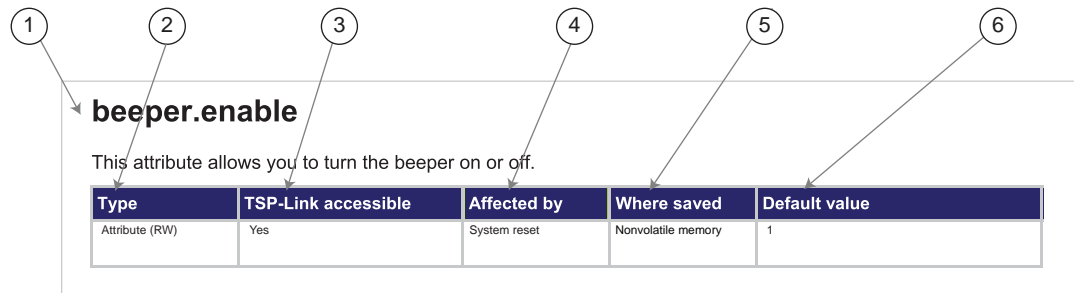 1 2 3 4 5 6
beeper.enable
This attribute allows you to turn the beeper on or off.
Type TSP-Link accessible Affected by Where saved Default value
Attribute (RW) Yes System reset Nonvolatile memory 1